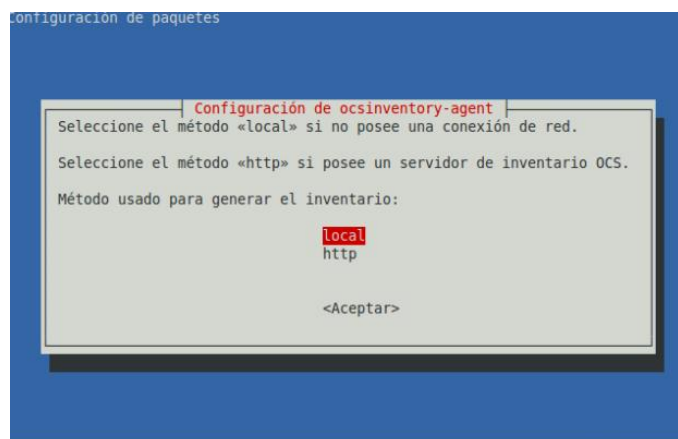 Configuración de paquetes
Configuración de ocsinventory-agent
Seleccione el método «local» si no posee una conexión de red.
Seleccione el método «http» si posee un servidor de inventario OCS.
Método usado para generar el inventario:
local
http
<Aceptar>